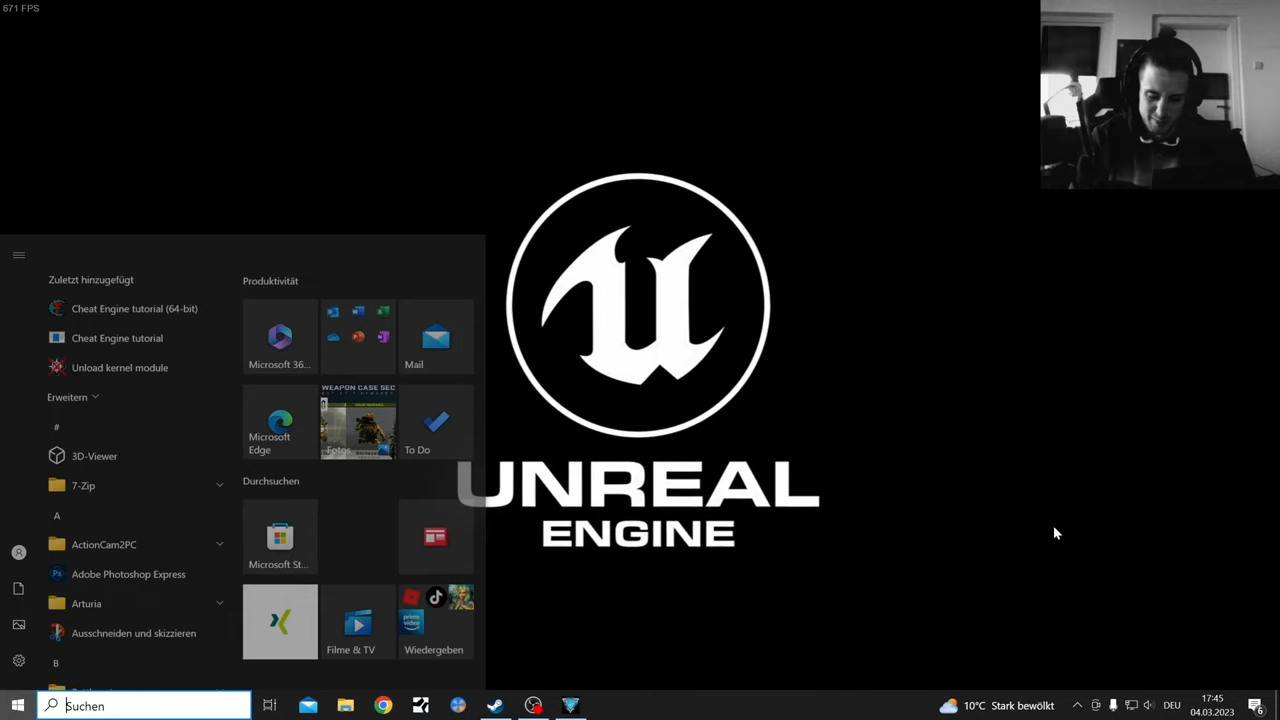 671 FPS
Zuletzt hinzugefügt
Cheat Engine tutorial (64-bit)
Cheat Engine tutorial
Unload kernel module
Erweitern
#
3D-Viewer
7-Zip
A
ActionCam2PC
Adobe Photoshop Express
Arturia
Ausschneiden und skizzieren
B
Produktivität
Microsoft 36...
Mail
Microsoft
Edge
WEAPON CASE SEC
Fotos
To Do
Durchsuchen
Microsoft St...
prime video
Filme & TV
Wiedergeben
UNREAL
ENGINE
Suchen
10°C Stark bewölkt
DEU
17:45
04.03.2023
6